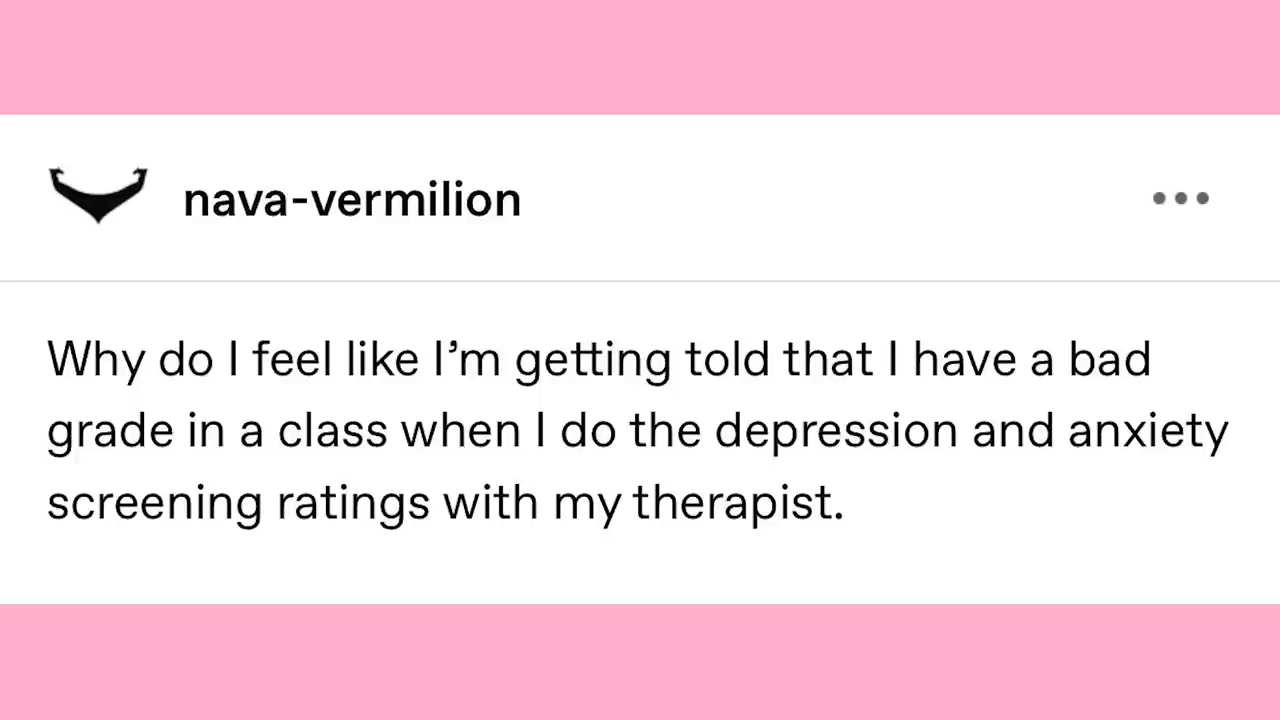 nava-vermilion
Why do I feel like I’m getting told that I have a bad
grade in a class when I do the depression and anxiety
screening ratings with my therapist.